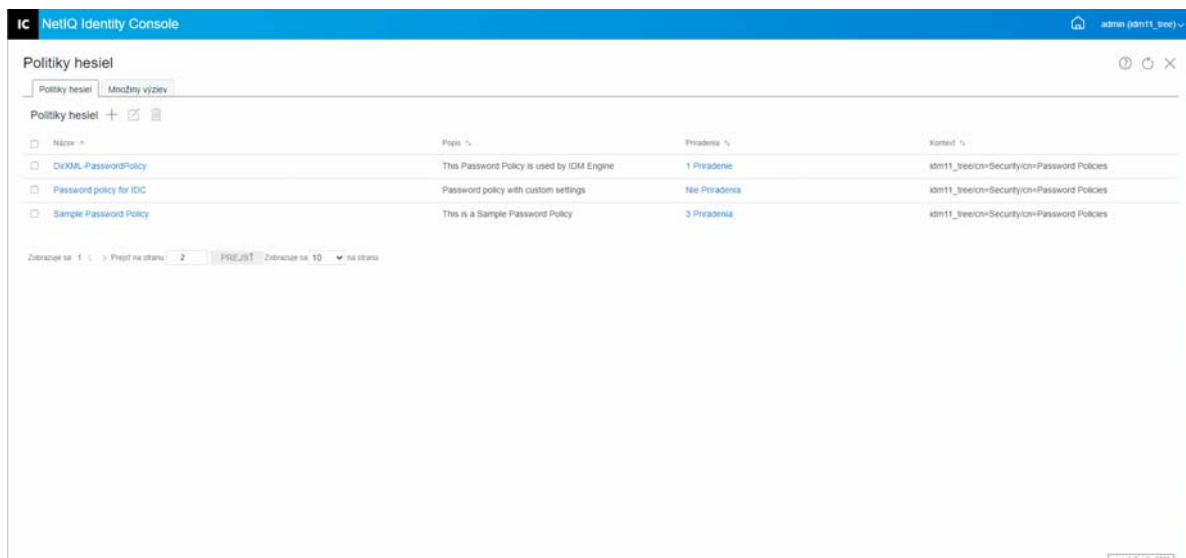 IC NetIQ Identity Console admin (idm11_tree)
Politiky hesiel
Politiky hesiel Množiny výziev
Politiky hesiel
Názov Popis Priradenia Kontext
DirXML-PasswordPolicy This Password Policy is used by IDM Engine 1 Priradenie idm11_tree/cn=Security/cn=Password Policies
Password policy for IDC Password policy with custom settings Nie Priradenia idm11_tree/cn=Security/cn=Password Policies
Sample Password Policy This is a Sample Password Policy 3 Priradenia idm11_tree/cn=Security/cn=Password Policies
Zobrazuje sa 1 < > Prejsť na stranu 2 PREJSŤ Zobrazuje sa 10 na stranu